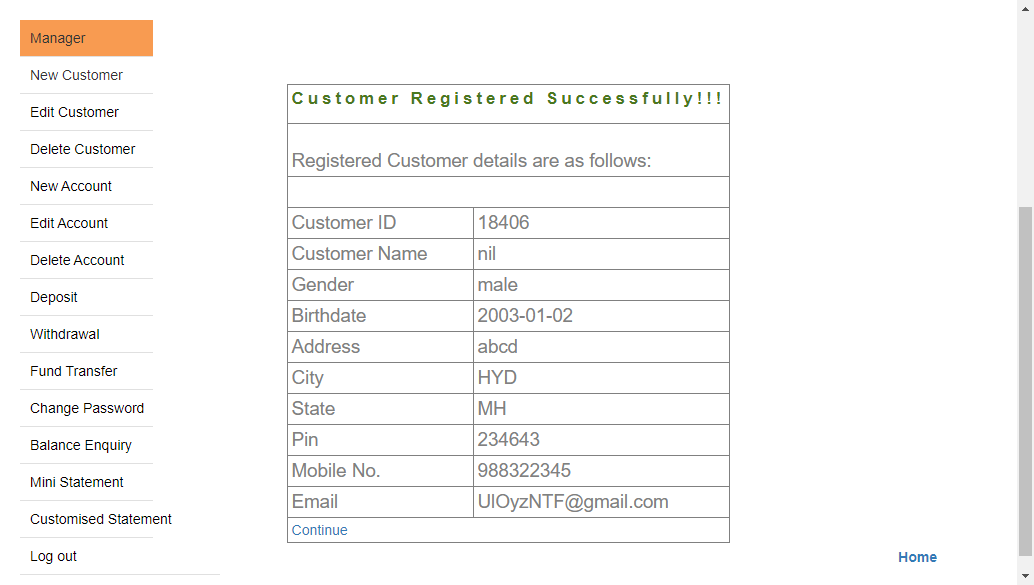 Manager
New Customer
Edit Customer
Delete Customer
New Account
Edit Account
Delete Account
Deposit
Withdrawal
Fund Transfer
Change Password
Balance Enquiry
Mini Statement
Customised Statement
Log out
Customer Registered Successfully!!!
Registered Customer details are as follows:
Customer ID 18406
Customer Name nil
Gender male
Birthdate 2003-01-02
Address abcd
City HYD
State MH
Pin 234643
Mobile No. 988322345
Email UlOyzNTF@gmail.com
Continue
Home